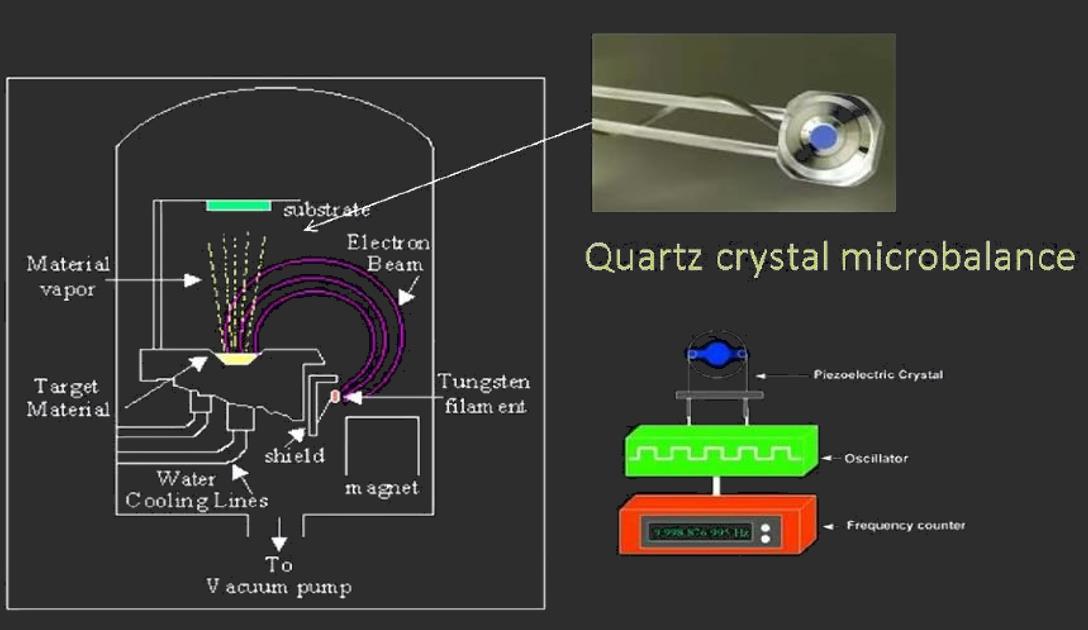 substrate
Electron
Beam
Material
vapor
Target
Material
Tungsten
filament
shield
magnet
Water
Cooling Lines
To
Vacuum pump
Quartz crystal microbalance
Piezoelectric Crystal
Oscillator
Frequency counter
9.998.876.995 Hz